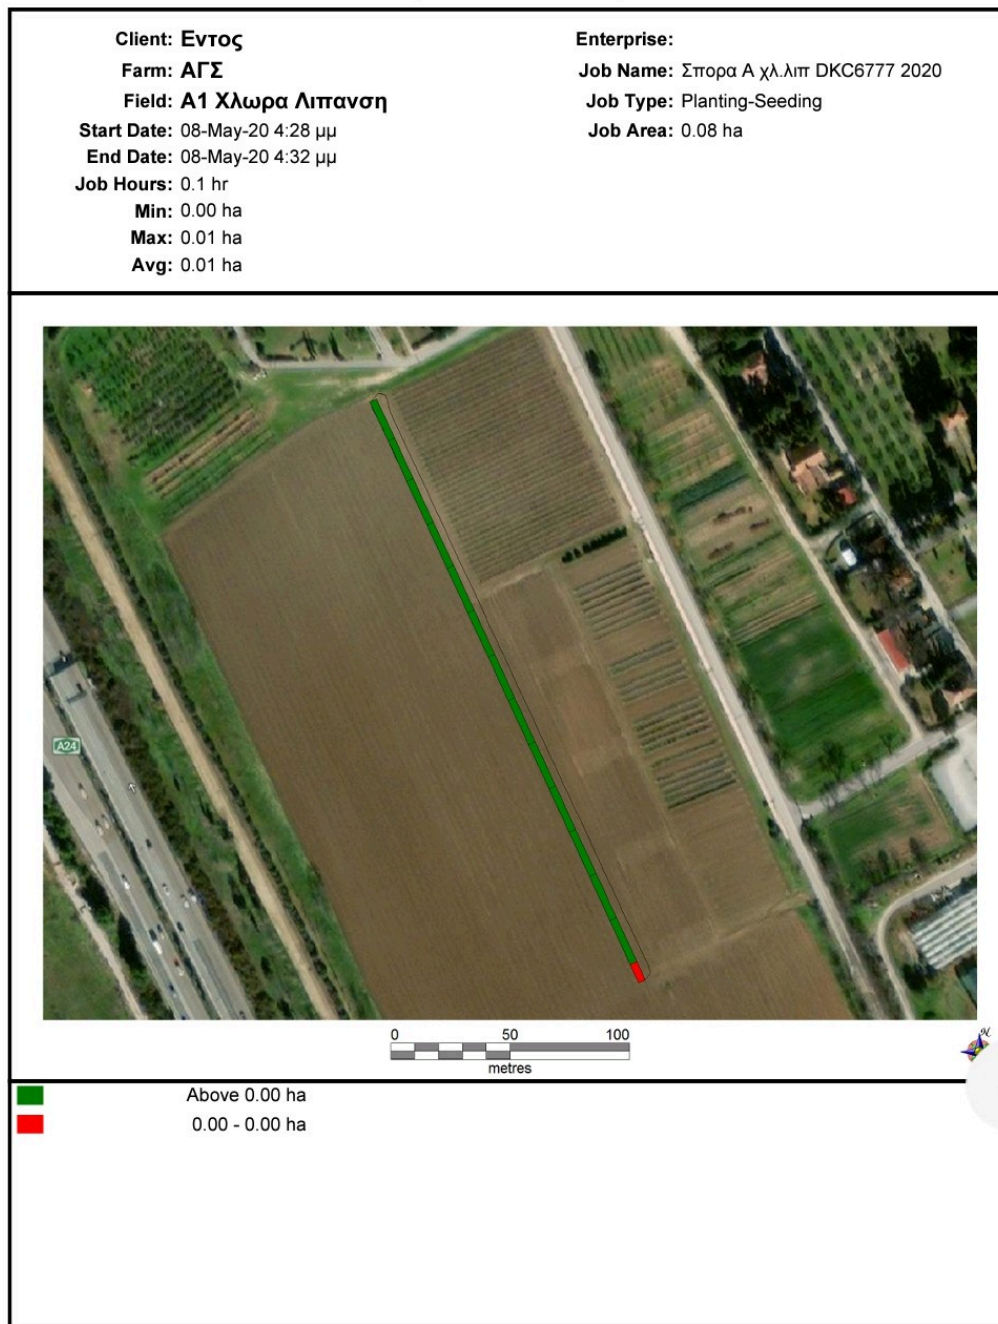 Client: Εντος
Farm: ΑΓΣ
Field: Α1 Χλωρα Λιπανση
Start Date: 08-May-20 4:28 μμ
End Date: 08-May-20 4:32 μμ
Job Hours: 0.1 hr
Min: 0.00 ha
Max: 0.01 ha
Avg: 0.01 ha
Enterprise:
Job Name: Σπορα Α χλ.λιπ DKC6777 2020
Job Type: Planting-Seeding
Job Area: 0.08 ha
A24
0 50 100
metres
N
Above 0.00 ha
0.00 - 0.00 ha